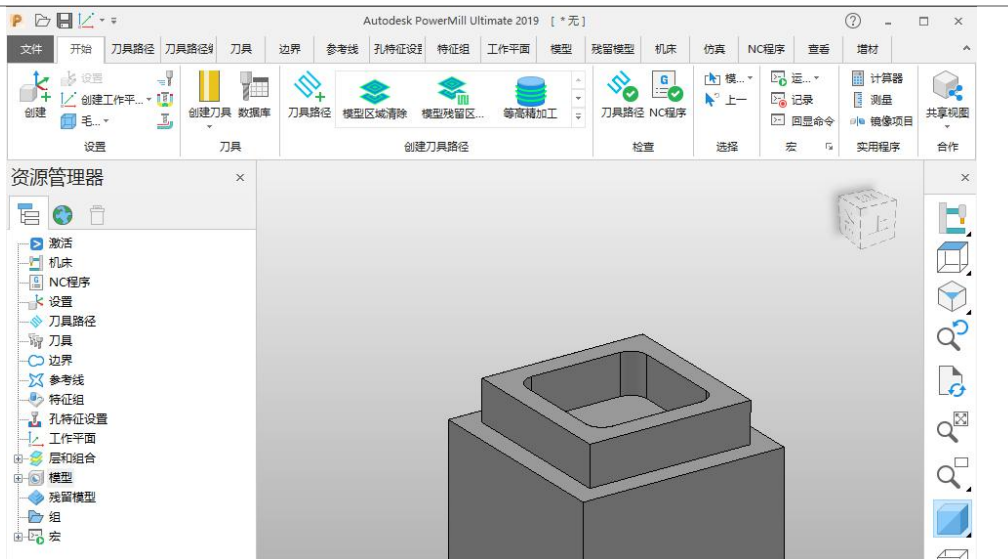 Autodesk PowerMill Ultimate 2019 [ *无 ]
文件 开始 刀具路径 刀具路径编 刀具 边界 参考线 孔特征设 特征组 工作平面 模型 残留模型 机床 仿真 NC程序 查看 增材
创建 设置
创建工作平...
毛...
设置
创建刀具 数据库
刀具
刀具路径 模型区域清除 模型残留区... 等高精加工
创建刀具路径
刀具路径 NC程序
检查
模...
上一
选择
运...
记录
回显命令
宏
计算器
测量
镜像项目
实用程序
共享视图
合作
资源管理器
激活
机床
NC程序
设置
刀具路径
刀具
边界
参考线
特征组
孔特征设置
工作平面
层和组合
模型
残留模型
组
宏
上